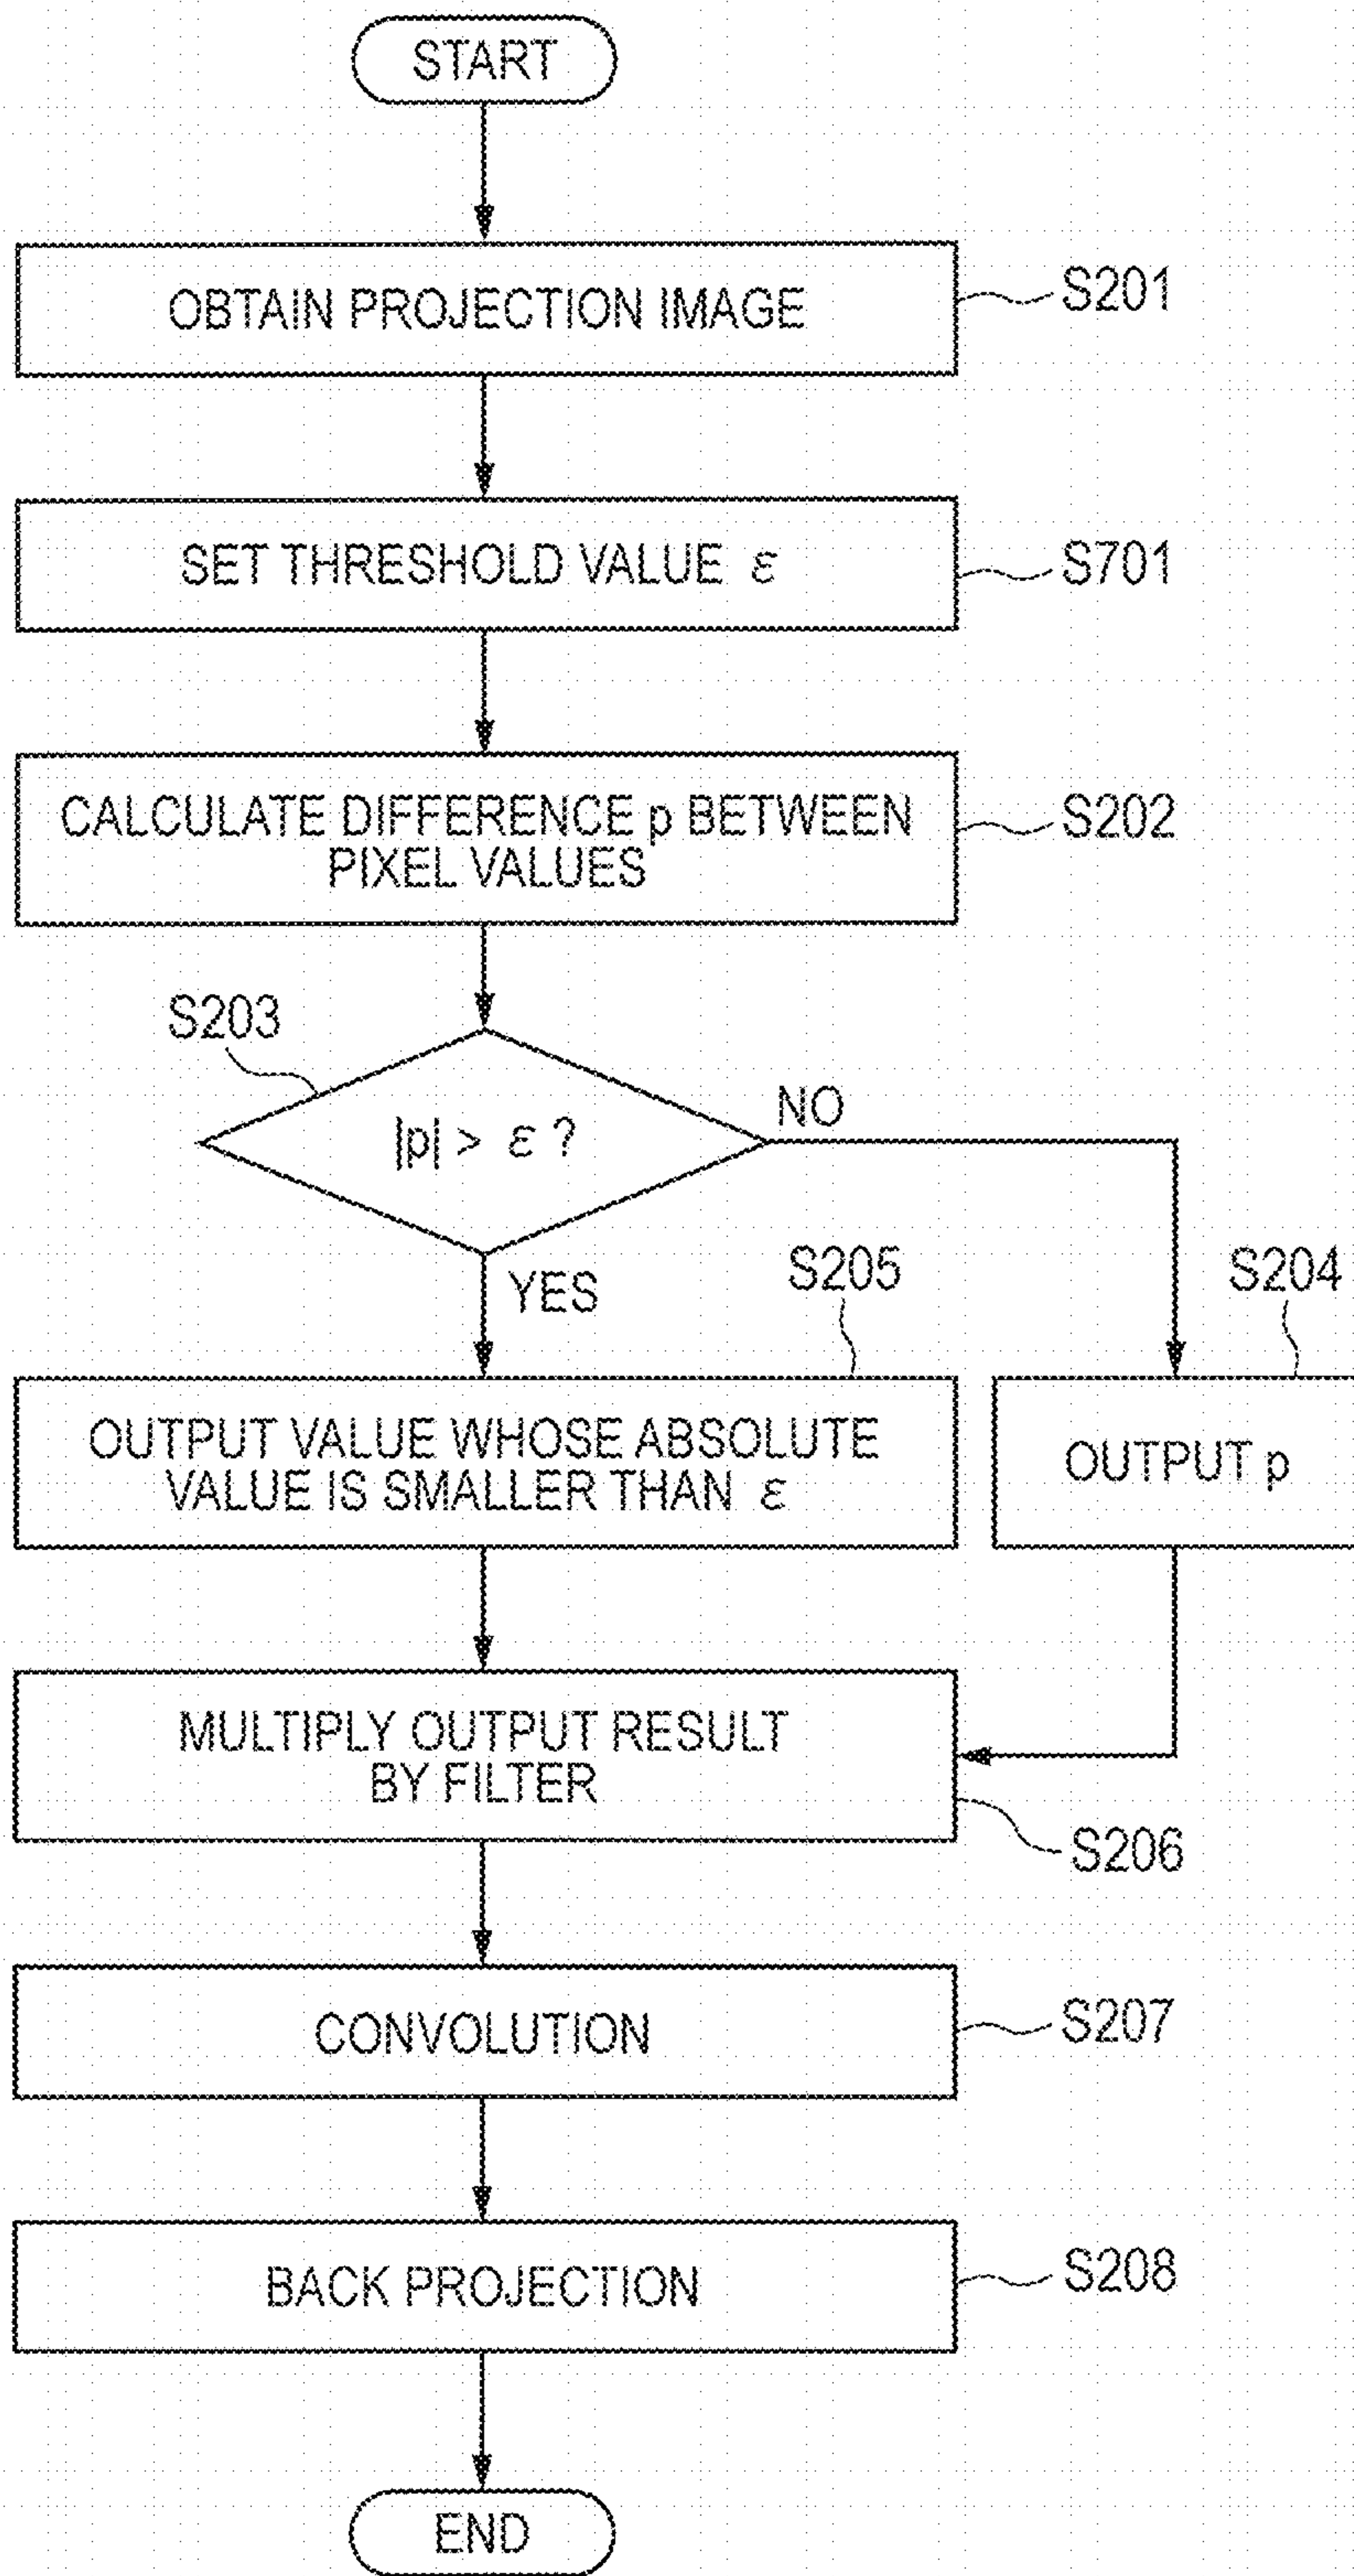 START
OBTAIN PROJECTION IMAGE
S201
SET THRESHOLD VALUE ε
S701
CALCULATE DIFFERENCE p BETWEEN
PIXEL VALUES
S202
S203
|p| > ε ?
NO
YES
S205
S204
OUTPUT VALUE WHOSE ABSOLUTE
VALUE IS SMALLER THAN ε
OUTPUT p
MULTIPLY OUTPUT RESULT
BY FILTER
S206
CONVOLUTION
S207
BACK PROJECTION
S208
END